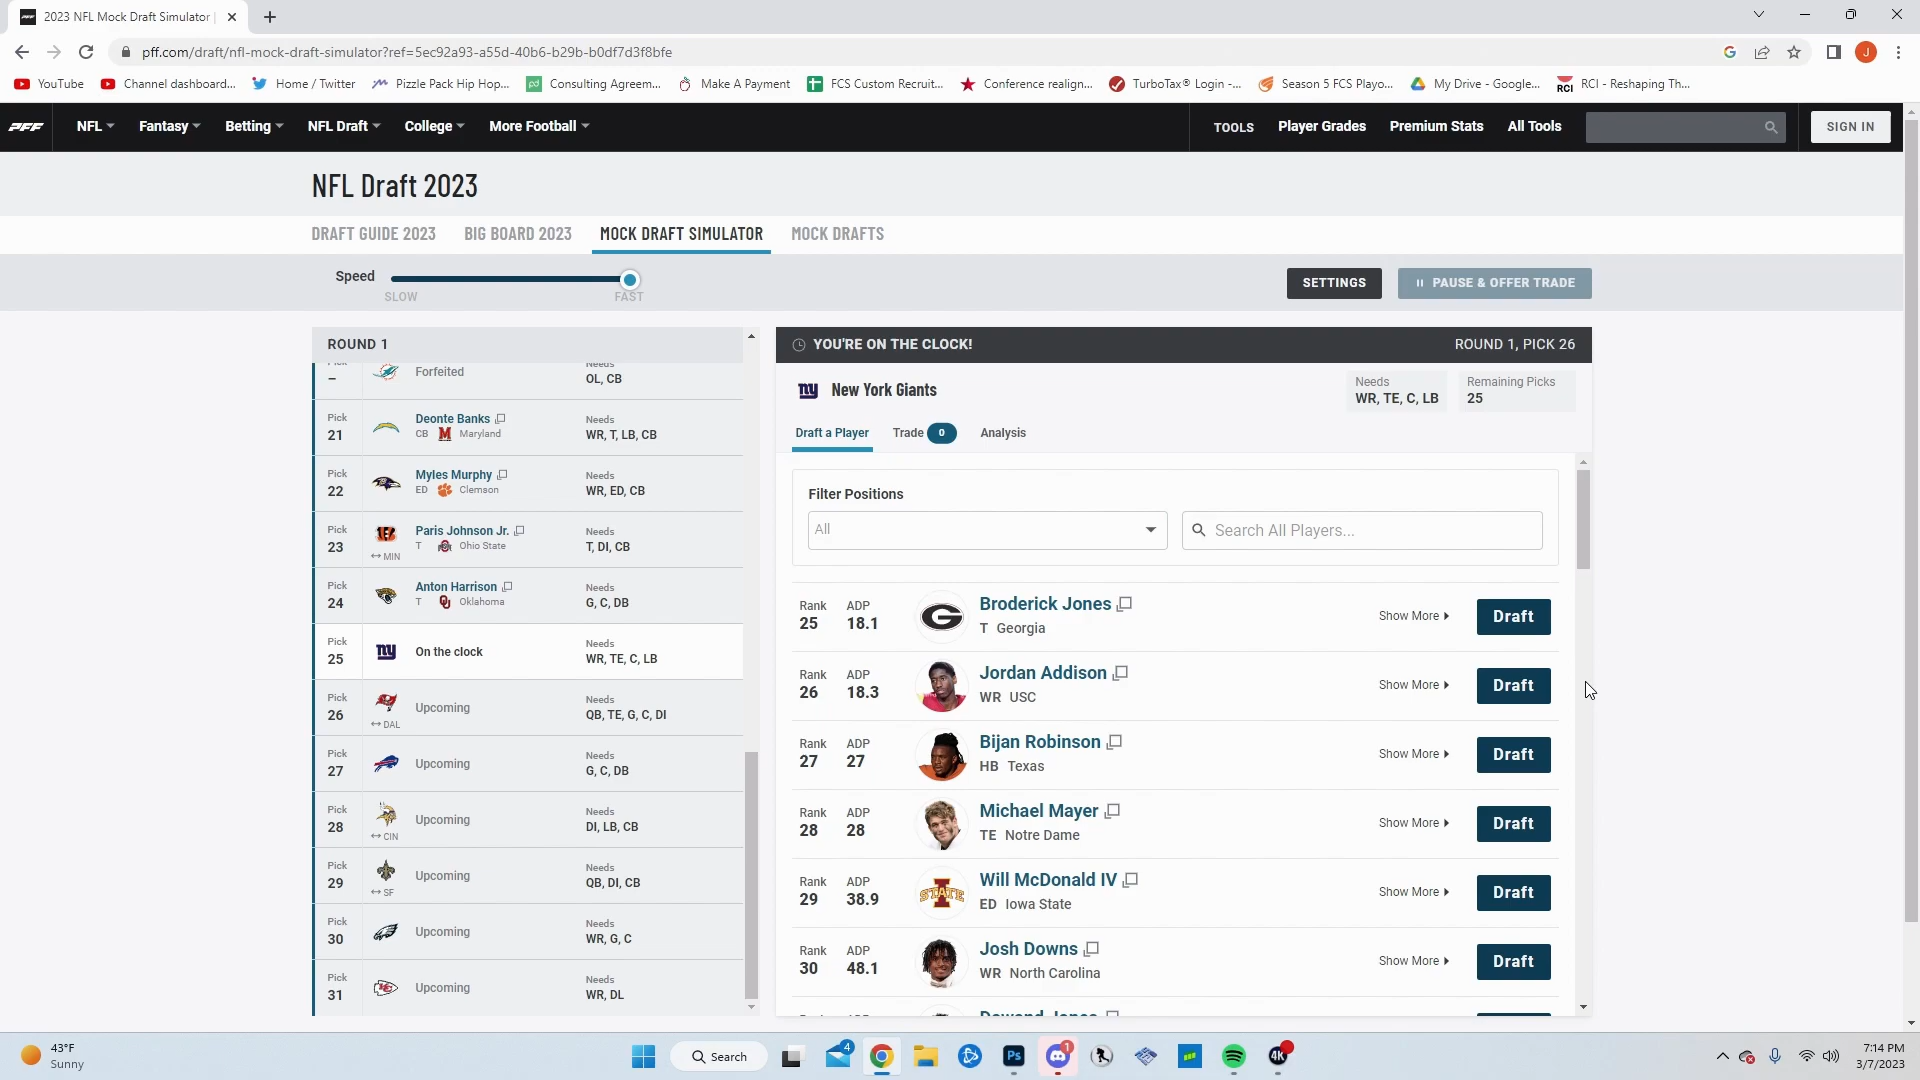 2023 NFL Mock Draft Simulator |
pff.com/draft/nfl-mock-draft-simulator?ref=5ec92a93-a55d-40b6-b29b-b0df7d3f8bfe
J
YouTube
Channel dashboard...
Home / Twitter
Pizzle Pack Hip Hop...
Consulting Agreem...
Make A Payment
FCS Custom Recruit...
Conference realign...
TurboTax® Login -...
Season 5 FCS Playo...
My Drive - Google...
RCI - Reshaping Th...
PFF
NFL
Fantasy
Betting
NFL Draft
College
More Football
TOOLS
Player Grades
Premium Stats
All Tools
SIGN IN
NFL Draft 2023
DRAFT GUIDE 2023
BIG BOARD 2023
MOCK DRAFT SIMULATOR
MOCK DRAFTS
Speed
SLOW
FAST
SETTINGS
PAUSE & OFFER TRADE
ROUND 1
–
Forfeited
Needs
OL, CB
Pick
21
Deonte Banks
CB Maryland
Needs
WR, T, LB, CB
Pick
22
Myles Murphy
ED Clemson
Needs
WR, ED, CB
Pick
23
↔ MIN
Paris Johnson Jr.
T Ohio State
Needs
T, DI, CB
Pick
24
Anton Harrison
T Oklahoma
Needs
G, C, DB
Pick
25
On the clock
Needs
WR, TE, C, LB
Pick
26
↔ DAL
Upcoming
Needs
QB, TE, G, C, DI
Pick
27
Upcoming
Needs
G, C, DB
Pick
28
↔ CIN
Upcoming
Needs
DI, LB, CB
Pick
29
↔ SF
Upcoming
Needs
QB, DI, CB
Pick
30
Upcoming
Needs
WR, G, C
Pick
31
Upcoming
Needs
WR, DL
YOU'RE ON THE CLOCK!
ROUND 1, PICK 26
New York Giants
Needs
WR, TE, C, LB
Remaining Picks
25
Draft a Player
Trade 0
Analysis
Filter Positions
All
Search All Players...
Rank
25
ADP
18.1
Broderick Jones
T Georgia
Show More
Draft
Rank
26
ADP
18.3
Jordan Addison
WR USC
Show More
Draft
Rank
27
ADP
27
Bijan Robinson
HB Texas
Show More
Draft
Rank
28
ADP
28
Michael Mayer
TE Notre Dame
Show More
Draft
Rank
29
ADP
38.9
STATE
Will McDonald IV
ED Iowa State
Show More
Draft
Rank
30
ADP
48.1
Josh Downs
WR North Carolina
Show More
Draft
Dawand Jones
43°F
Sunny
Search
4
Ps
1
4K
7:14 PM
3/7/2023